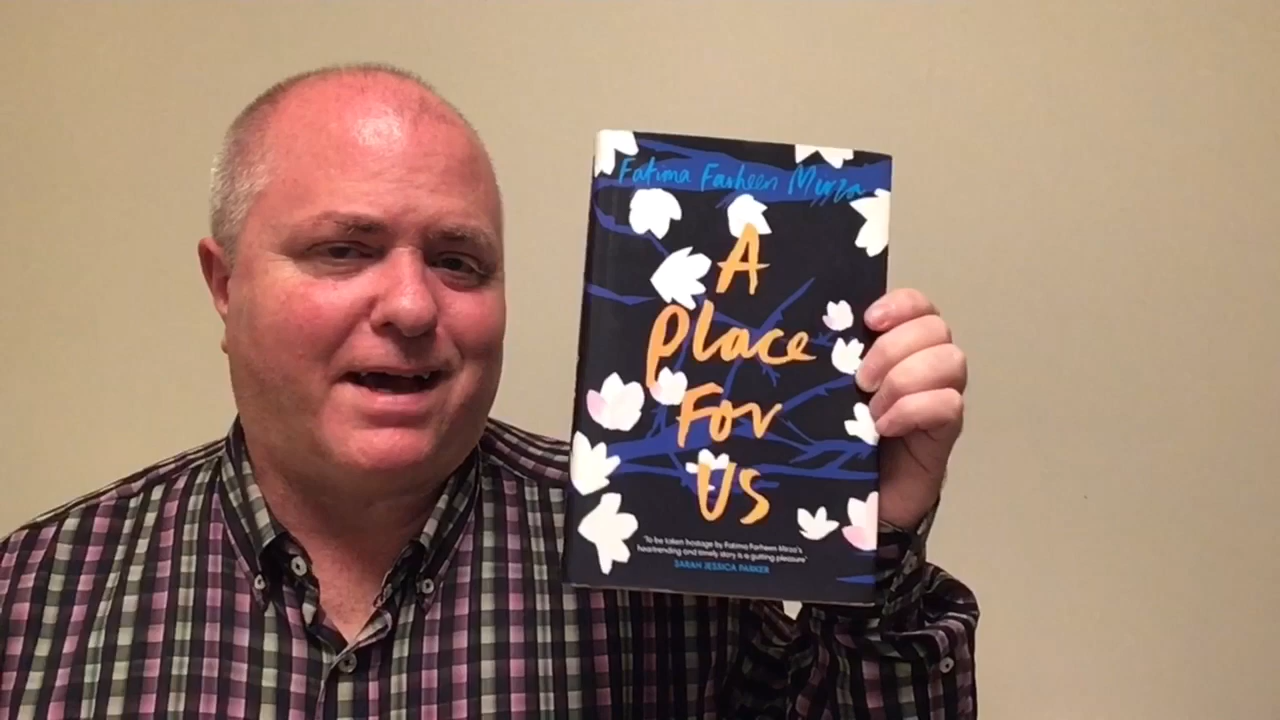 Fatima Farheen Mirza
A
Place
For
Us
'To be taken hostage by Fatima Farheen Mirza's
heartrending and timely story is a gutting pleasure'
SARAH JESSICA PARKER